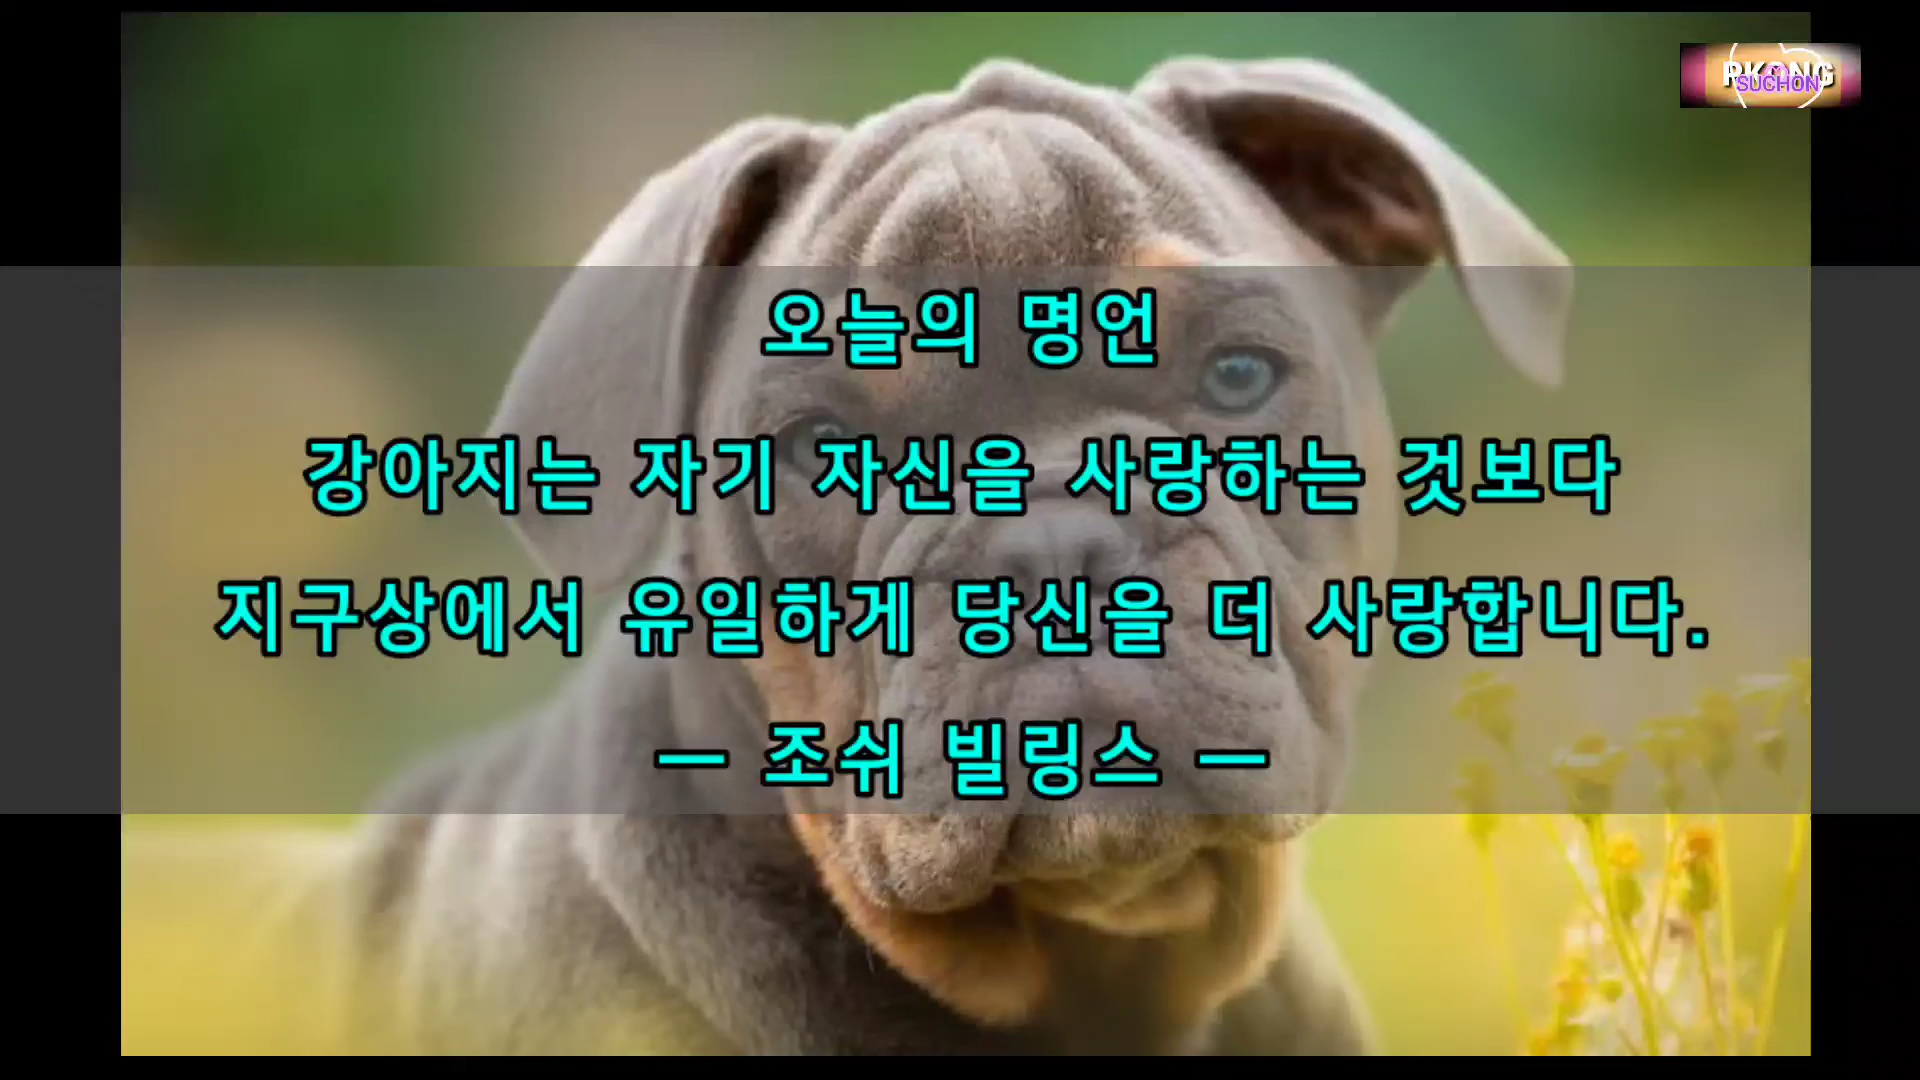 SUCHON
오늘의 명언
강아지는 자기 자신을 사랑하는 것보다
지구상에서 유일하게 당신을 더 사랑합니다.
— 조쉬 빌링스 —